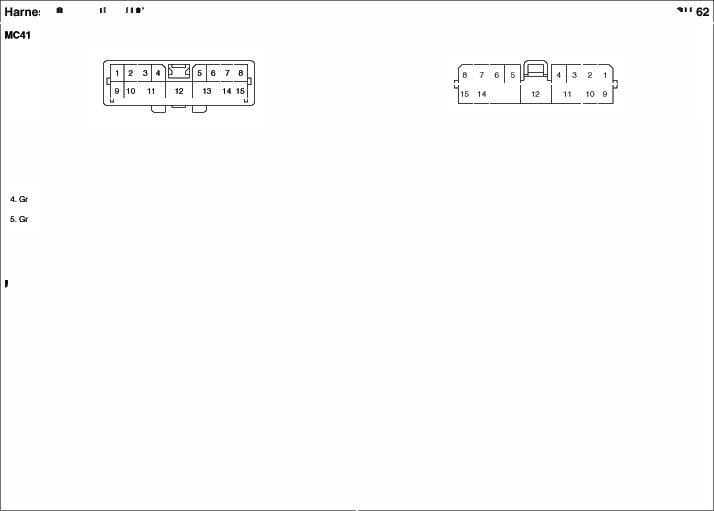 Harnes 62
MC41
1 2 3 4 5 6 7 8
9 10 11 12 13 14 15
8 7 6 5 4 3 2 1
15 14 12 11 10 9
4. Gr
5. Gr